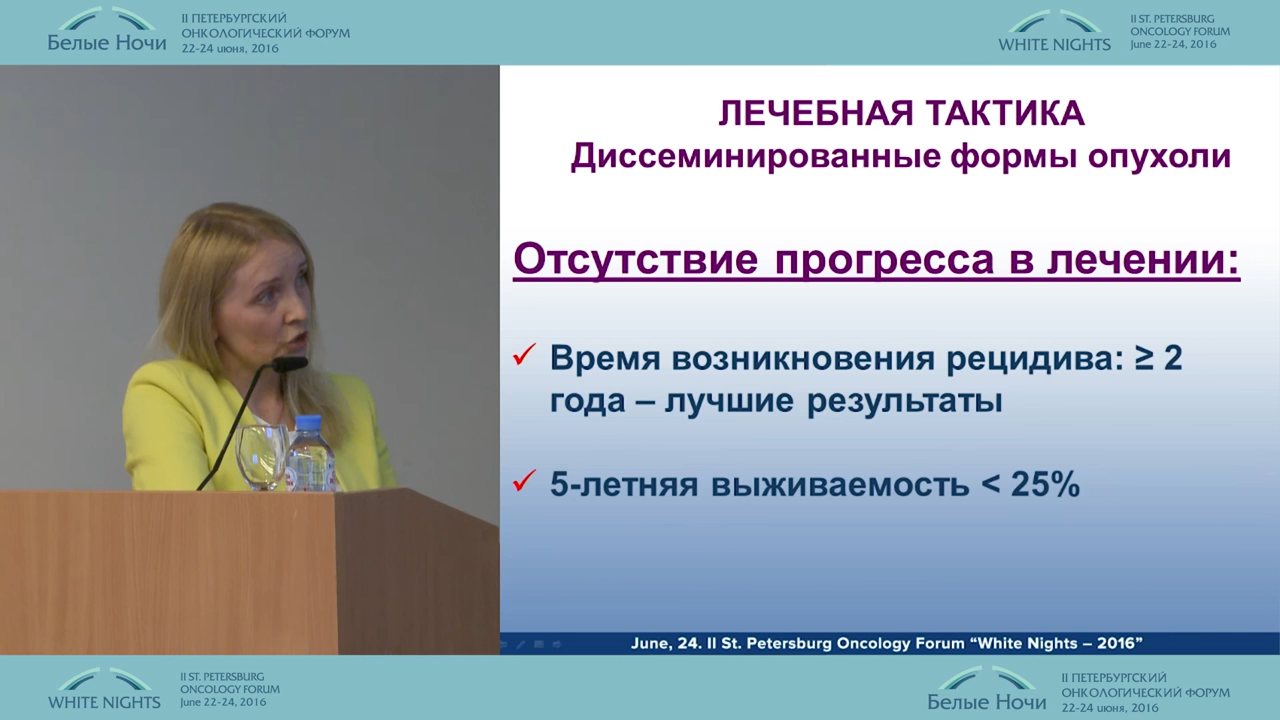 Белые Ночи
II ПЕТЕРБУРГСКИЙ
ОНКОЛОГИЧЕСКИЙ ФОРУМ
22-24 июня, 2016
WHITE NIGHTS
II ST. PETERSBURG
ONCOLOGY FORUM
June 22-24, 2016
ЛЕЧЕБНАЯ ТАКТИКА
Диссеминированные формы опухоли
Отсутствие прогресса в лечении:
✓ Время возникновения рецидива: ≥ 2
года – лучшие результаты
✓ 5-летняя выживаемость < 25%
June, 24. II St. Petersburg Oncology Forum “White Nights – 2016”
WHITE NIGHTS
II ST. PETERSBURG
ONCOLOGY FORUM
June 22-24, 2016
Белые Ночи
II ПЕТЕРБУРГСКИЙ
ОНКОЛОГИЧЕСКИЙ ФОРУМ
22-24 июня, 2016